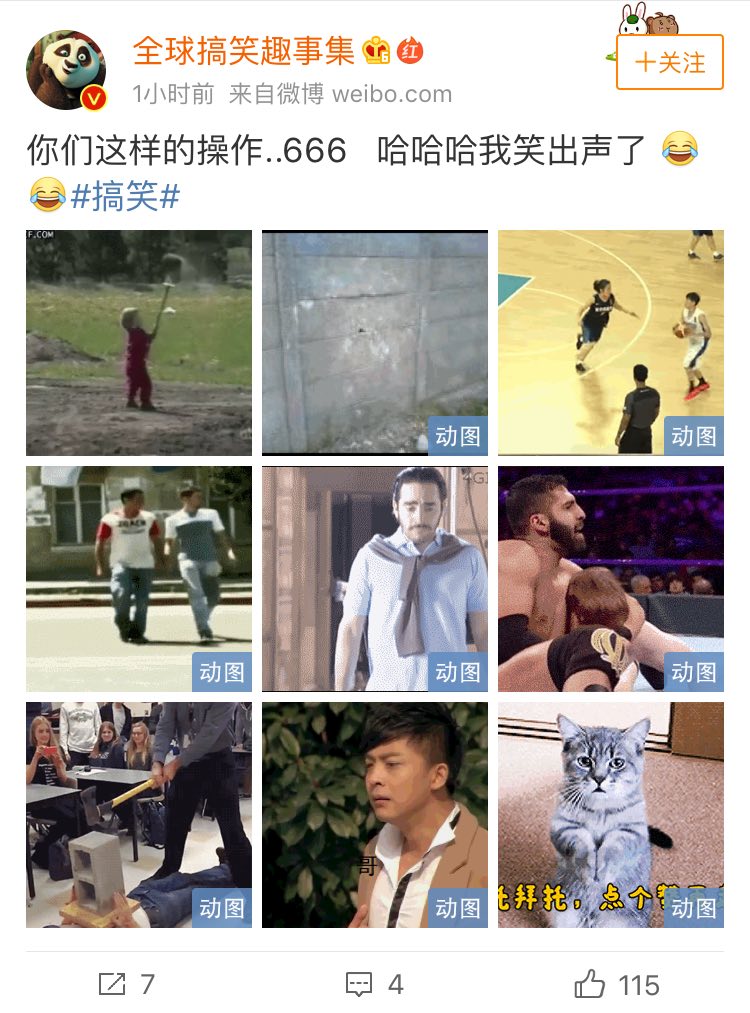 全球搞笑趣事集
红
+关注
1小时前 来自微博 weibo.com
你们这样的操作..666 哈哈哈我笑出声了 😂
😂#搞笑#
F.COM
动图
动图
4GI
动图
动图
动图
哥
动图
动图
动图
拜托,点个赞
7
4
115